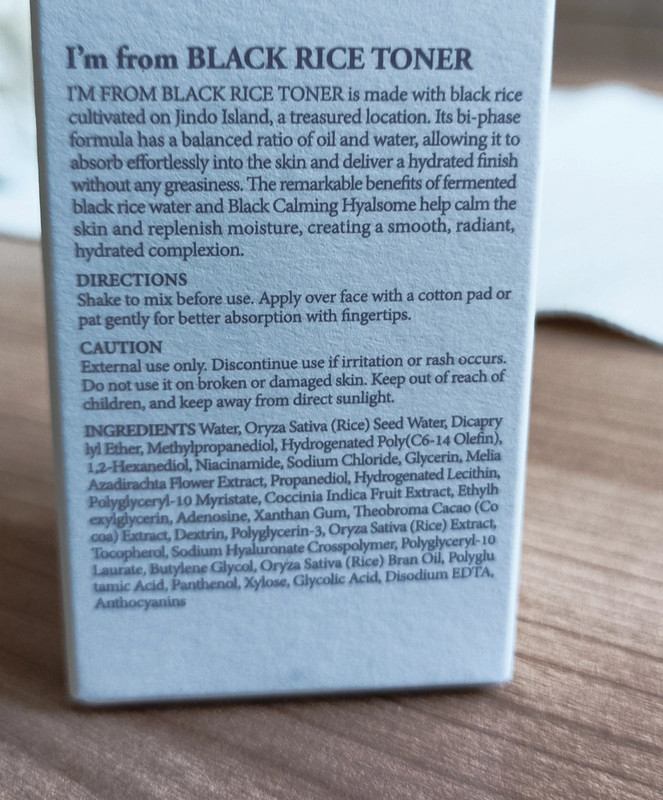 I'm from BLACK RICE TONER
I'M FROM BLACK RICE TONER is made with black rice
cultivated on Jindo Island, a treasured location. Its bi-phase
formula has a balanced ratio of oil and water, allowing it to
absorb effortlessly into the skin and deliver a hydrated finish
without any greasiness. The remarkable benefits of fermented
black rice water and Black Calming Hyalsome help calm the
skin and replenish moisture, creating a smooth, radiant,
hydrated complexion.
DIRECTIONS
Shake to mix before use. Apply over face with a cotton pad or
pat gently for better absorption with fingertips.
CAUTION
External use only. Discontinue use if irritation or rash occurs.
Do not use it on broken or damaged skin. Keep out of reach of
children, and keep away from direct sunlight.
INGREDIENTS Water, Oryza Sativa (Rice) Seed Water, Dicapry
lyl Ether, Methylpropanediol, Hydrogenated Poly(C6-14 Olefin),
1,2-Hexanediol, Niacinamide, Sodium Chloride, Glycerin, Melia
Azadirachta Flower Extract, Propanediol, Hydrogenated Lecithin,
Polyglyceryl-10 Myristate, Coccinia Indica Fruit Extract, Ethylh
exylglycerin, Adenosine, Xanthan Gum, Theobroma Cacao (Co
coa) Extract, Dextrin, Polyglycerin-3, Oryza Sativa (Rice) Extract,
Tocopherol, Sodium Hyaluronate Crosspolymer, Polyglyceryl-10
Laurate, Butylene Glycol, Oryza Sativa (Rice) Bran Oil, Polyglu
tamic Acid, Panthenol, Xylose, Glycolic Acid, Disodium EDTA,
Anthocyanins